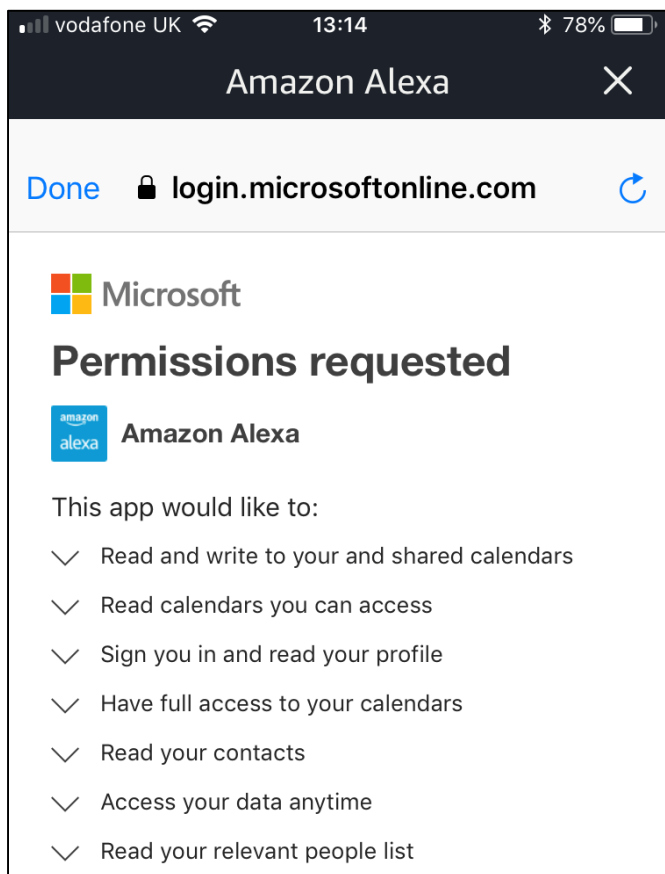 vodafone UK 13:14 78%
Amazon Alexa
Done login.microsoftonline.com
Microsoft
Permissions requested
amazon
alexa
Amazon Alexa
This app would like to:
Read and write to your and shared calendars
Read calendars you can access
Sign you in and read your profile
Have full access to your calendars
Read your contacts
Access your data anytime
Read your relevant people list